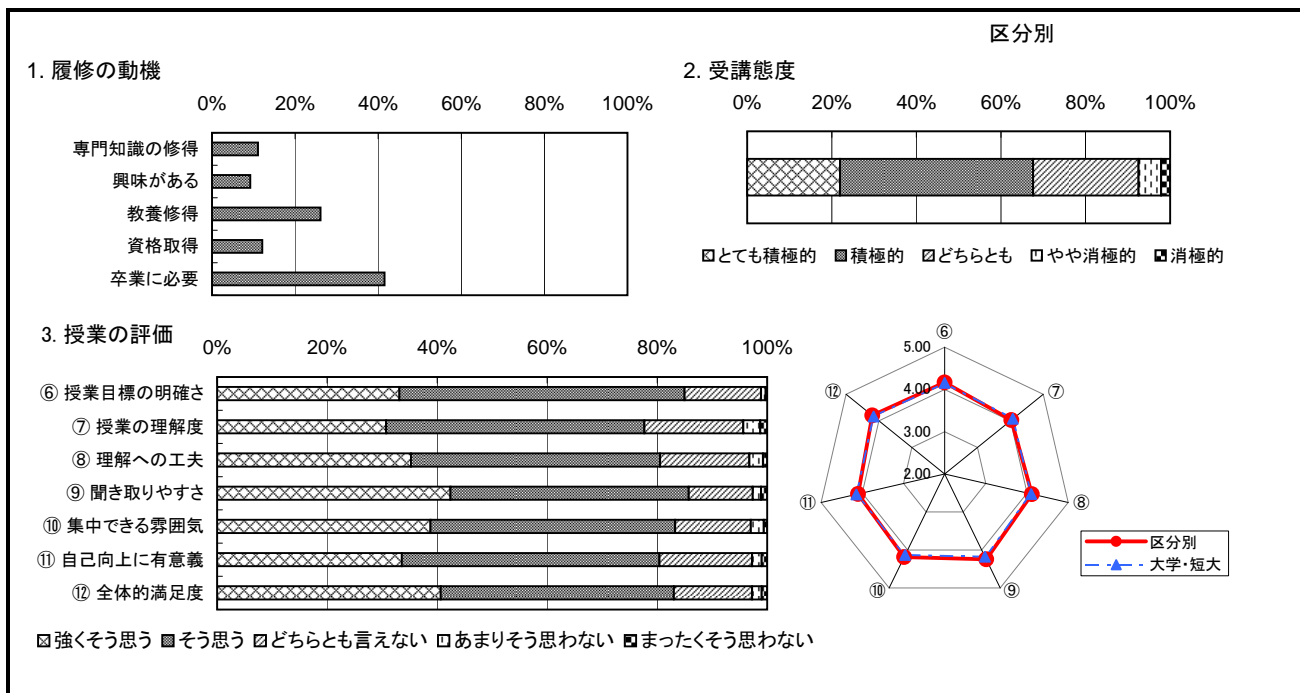 区分別
1. 履修の動機
0% 20% 40% 60% 80% 100%
専門知識の修得
興味がある
教養修得
資格取得
卒業に必要
2. 受講態度
0% 20% 40% 60% 80% 100%
とても積極的 積極的 どちらとも やや消極的 消極的
3. 授業の評価
0% 20% 40% 60% 80% 100%
⑥ 授業目標の明確さ
⑦ 授業の理解度
⑧ 理解への工夫
⑨ 聞き取りやすさ
⑩ 集中できる雰囲気
⑪ 自己向上に有意義
⑫ 全体的満足度
強くそう思う そう思う どちらとも言えない あまりそう思わない まったくそう思わない
⑥
5.00
⑫ 4.00 ⑦
3.00
2.00
⑪ ⑧
⑩ ⑨
区分別
大学・短大